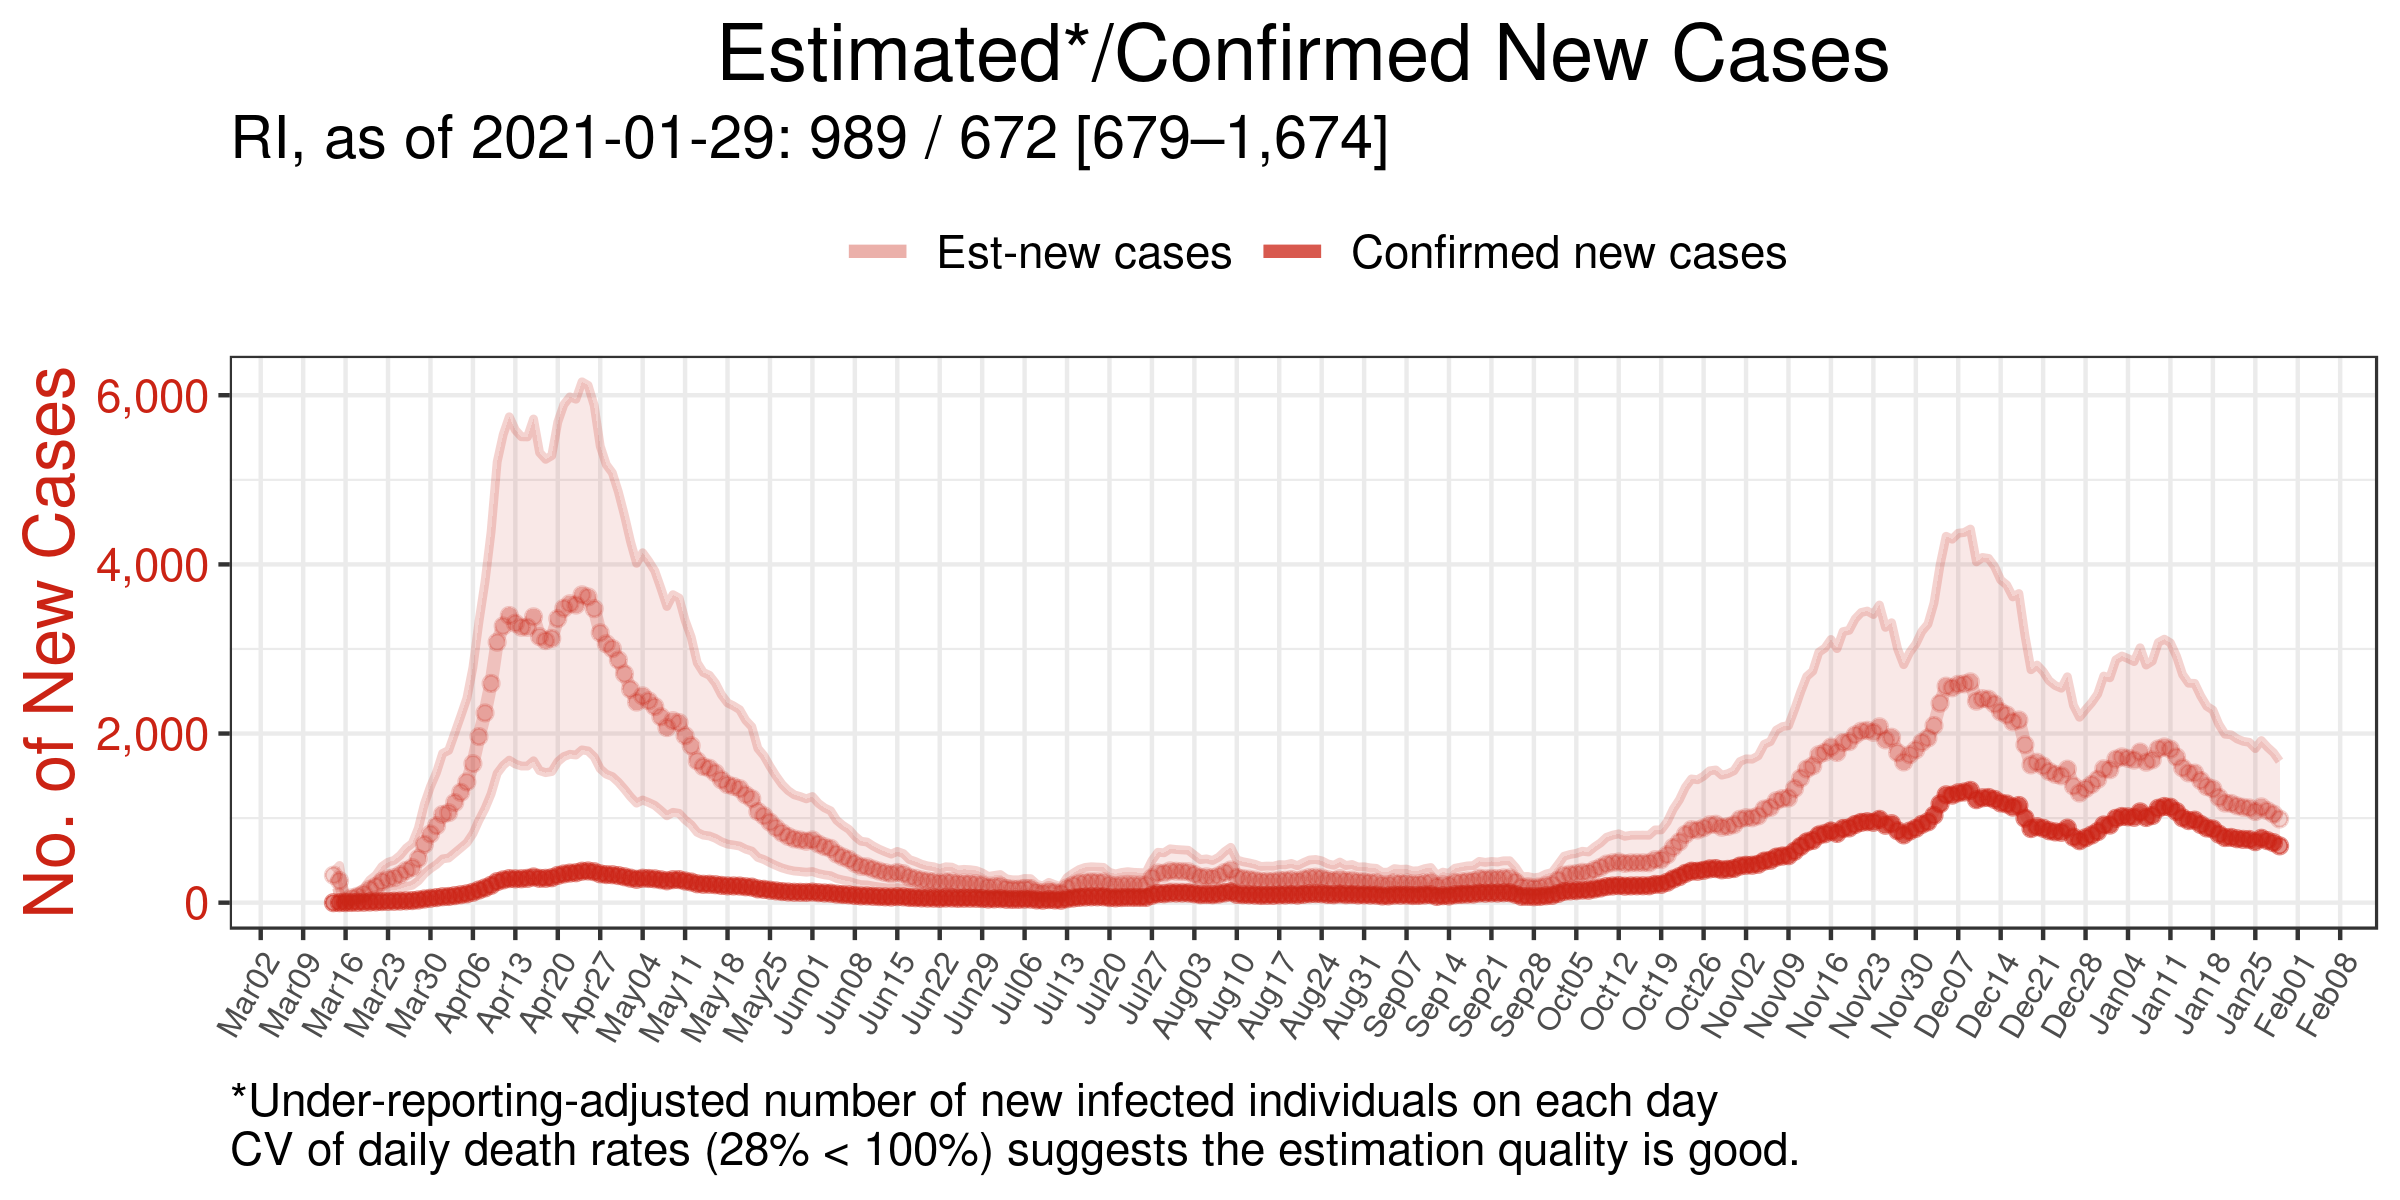 Estimated*/Confirmed New Cases
RI, as of 2021-01-29: 989 / 672 [679–1,674]
Est-new cases
Confirmed new cases
No. of New Cases
6,000
4,000
2,000
0
Mar02
Mar09
Mar16
Mar23
Mar30
Apr06
Apr13
Apr20
Apr27
May04
May11
May18
May25
Jun01
Jun08
Jun15
Jun22
Jun29
Jul06
Jul13
Jul20
Jul27
Aug03
Aug10
Aug17
Aug24
Aug31
Sep07
Sep14
Sep21
Sep28
Oct05
Oct12
Oct19
Oct26
Nov02
Nov09
Nov16
Nov23
Nov30
Dec07
Dec14
Dec21
Dec28
Jan04
Jan11
Jan18
Jan25
Feb01
Feb08
*Under-reporting-adjusted number of new infected individuals on each day
CV of daily death rates (28% < 100%) suggests the estimation quality is good.